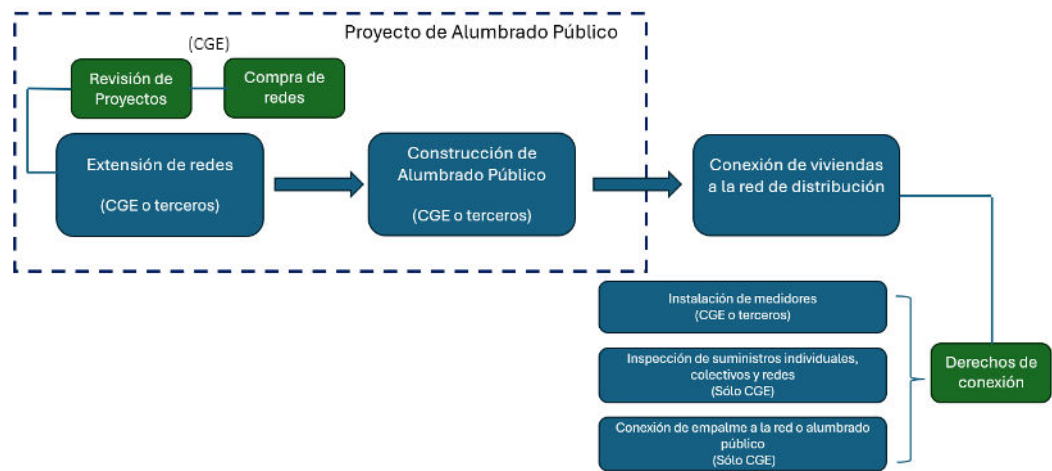 Proyecto de Alumbrado Público
(CGE)
Revisión de
Proyectos
Compra de
redes
Extensión de redes
(CGE o terceros)
Construcción de
Alumbrado Público
(CGE o terceros)
Conexión de viviendas
a la red de distribución
Instalación de medidores
(CGE o terceros)
Inspección de suministros individuales,
colectivos y redes
(Sólo CGE)
Conexión de empalme a la red o alumbrado
público
(Sólo CGE)
Derechos de
conexión